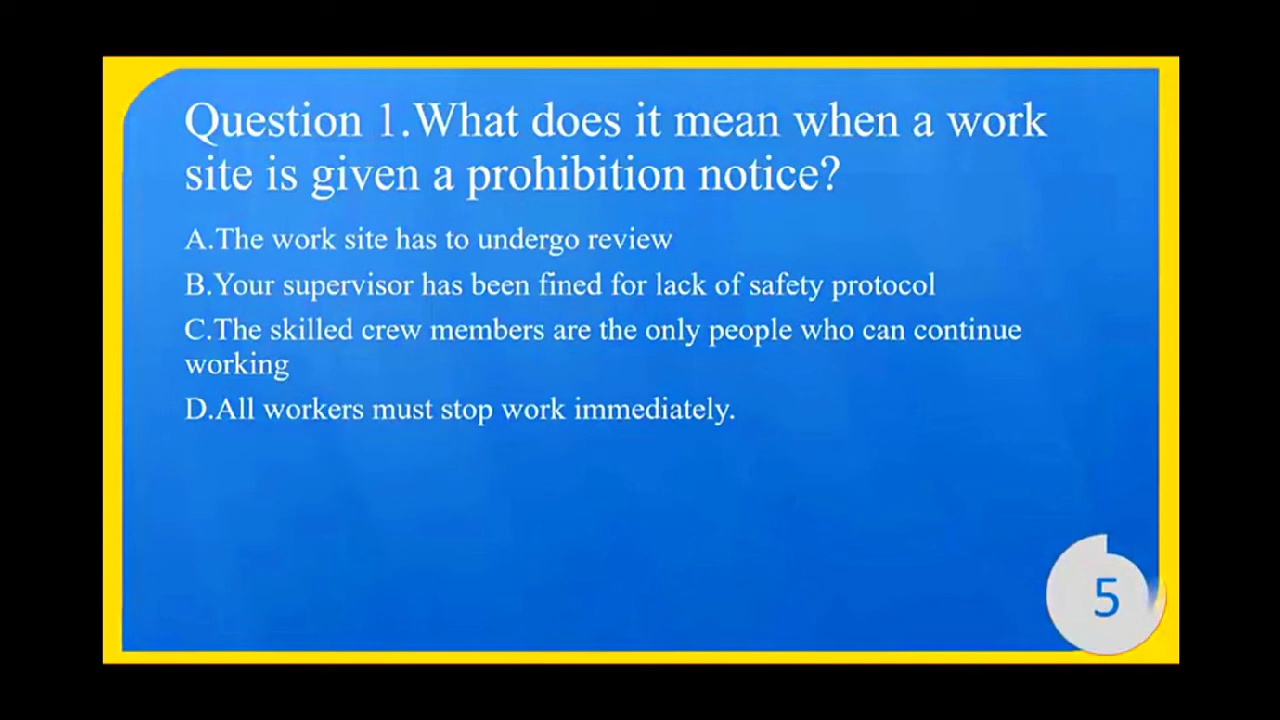 Question 1.What does it mean when a work
site is given a prohibition notice?
A.The work site has to undergo review
B.Your supervisor has been fined for lack of safety protocol
C.The skilled crew members are the only people who can continue
working
D.All workers must stop work immediately.
5